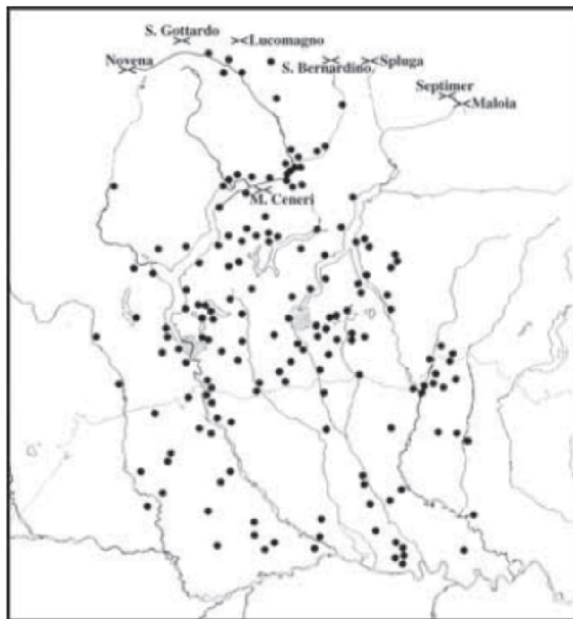 S. Gottardo
Lucomagno
Novena
S. Bernardino
Spluga
Septimer
Maloia
M. Ceneri